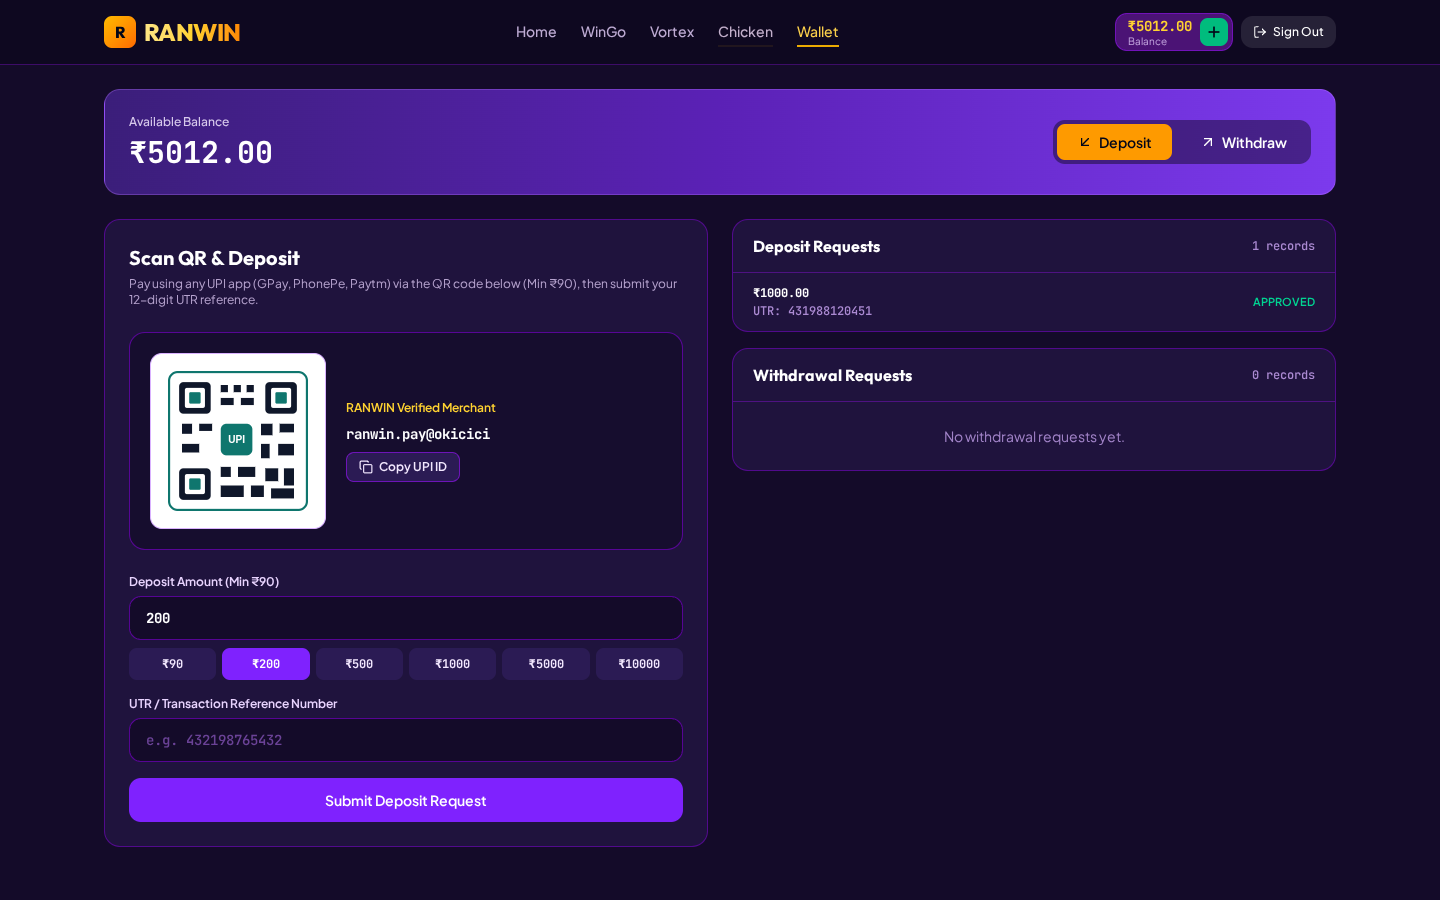 R RANWIN
Home WinGo Vortex Chicken Wallet
₹5012.00
Balance
Sign Out
Available Balance
₹5012.00
Deposit Withdraw
Scan QR & Deposit
Pay using any UPI app (GPay, PhonePe, Paytm) via the QR code below (Min ₹90), then submit your
12-digit UTR reference.
UPI
RANWIN Verified Merchant
ranwin.pay@okicici
Copy UPI ID
Deposit Amount (Min ₹90)
200
₹90 ₹200 ₹500 ₹1000 ₹5000 ₹10000
UTR / Transaction Reference Number
e.g. 432198765432
Submit Deposit Request
Deposit Requests 1 records
₹1000.00
UTR: 431988120451
APPROVED
Withdrawal Requests 0 records
No withdrawal requests yet.